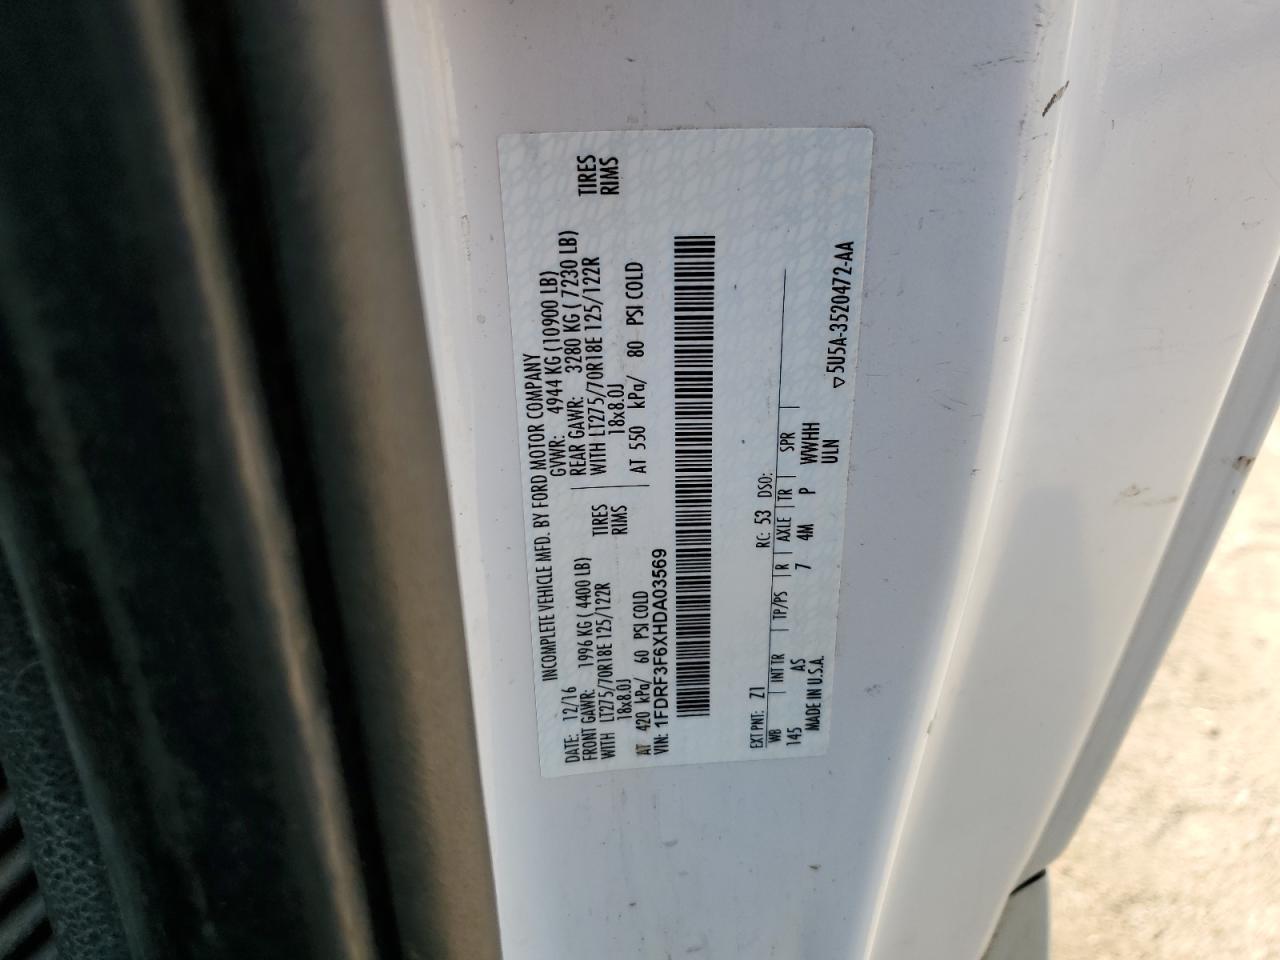 INCOMPLETE VEHICLE MFD. BY FORD MOTOR COMPANY
DATE: 12/16 GVWR: 4944 KG (10900 LB)
FRONT GAWR: 1996 KG ( 4400 LB) REAR GAWR: 3280 KG ( 7230 LB)
WITH LT275/70R18E 125/122R TIRES WITH LT275/70R18E 125/122R TIRES
18x8.0J RIMS 18x8.0J RIMS
AT 420 kPa/ 60 PSI COLD AT 550 kPa/ 80 PSI COLD
VIN: 1FDRF3F6XHDA03569
EXT PNT: Z1 RC: 53 DSO:
WB INT TR TP/PS R AXLE TR SPR
145 AS 7 4M P WWHH
MADE IN U.S.A. ULN
▽5U5A-3520472-AA